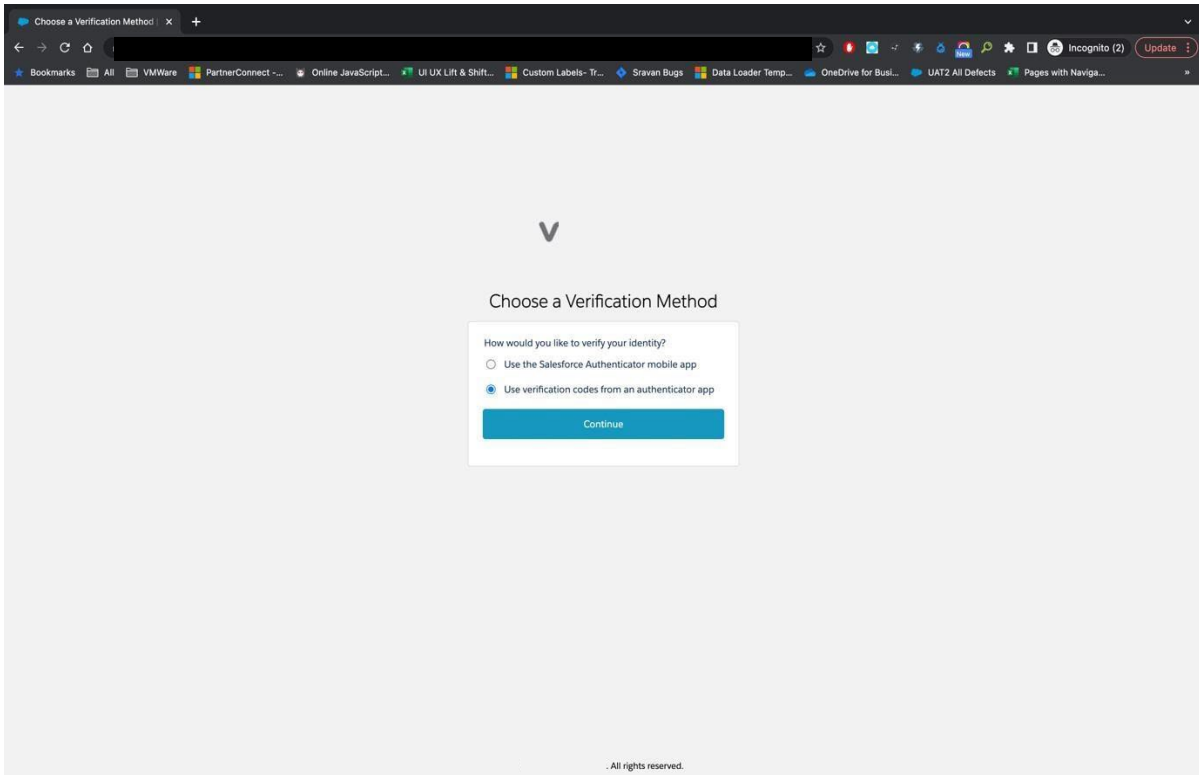 Choose a Verification Method
New
Incognito (2)
Update
Bookmarks All VMWare PartnerConnect -... Online JavaScript... UI UX Lift & Shift... Custom Labels- Tr... Sravan Bugs Data Loader Temp... OneDrive for Busi... UAT2 All Defects Pages with Naviga... »
V
Choose a Verification Method
How would you like to verify your identity?
Use the Salesforce Authenticator mobile app
Use verification codes from an authenticator app
Continue
. All rights reserved.